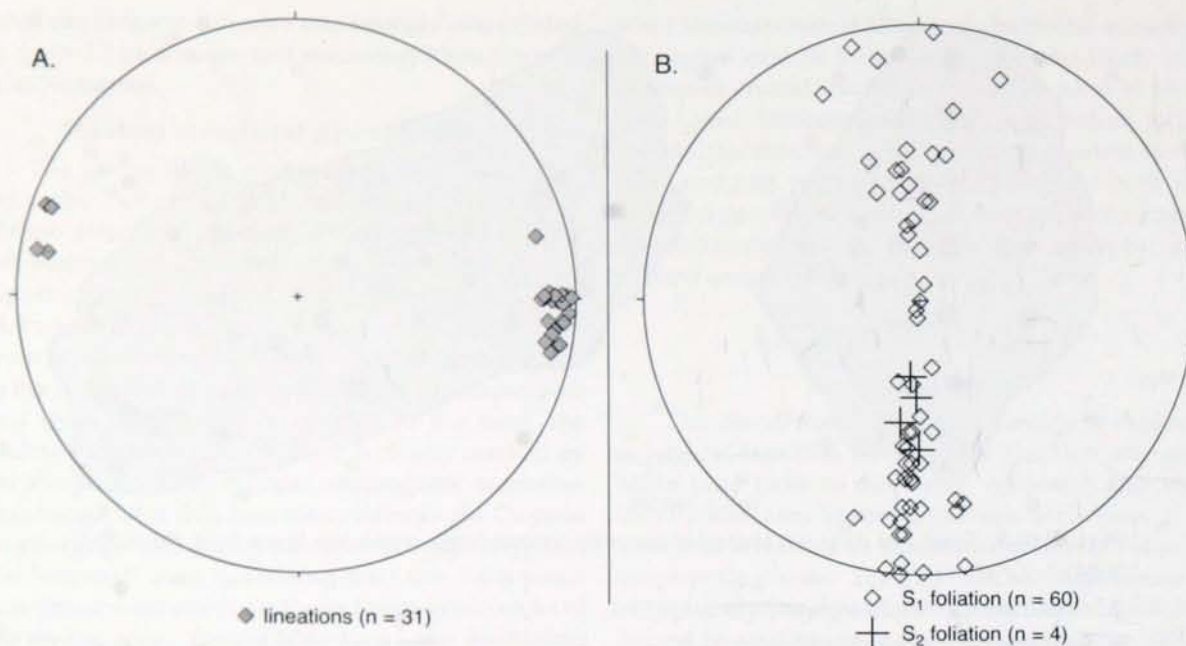 A.
B.
lineations (n = 31)
S₁ foliation (n = 60)
S₂ foliation (n = 4)